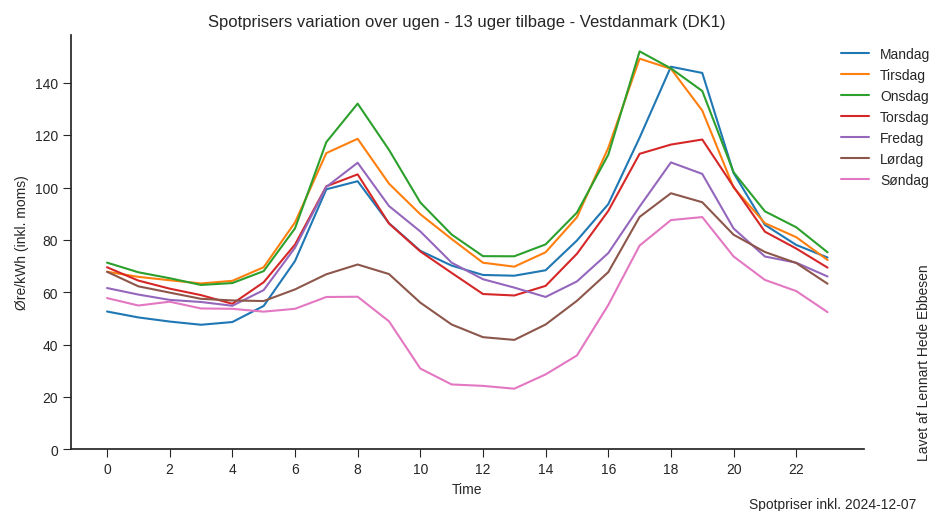 Spotprisers variation over ugen - 13 uger tilbage - Vestdanmark (DK1)
Øre/kWh (inkl. moms)
140
120
100
80
60
40
20
0
0 2 4 6 8 10 12 14 16 18 20 22
Time
Mandag
Tirsdag
Onsdag
Torsdag
Fredag
Lørdag
Søndag
Lavet af Lennart Hede Ebbesen
Spotpriser inkl. 2024-12-07